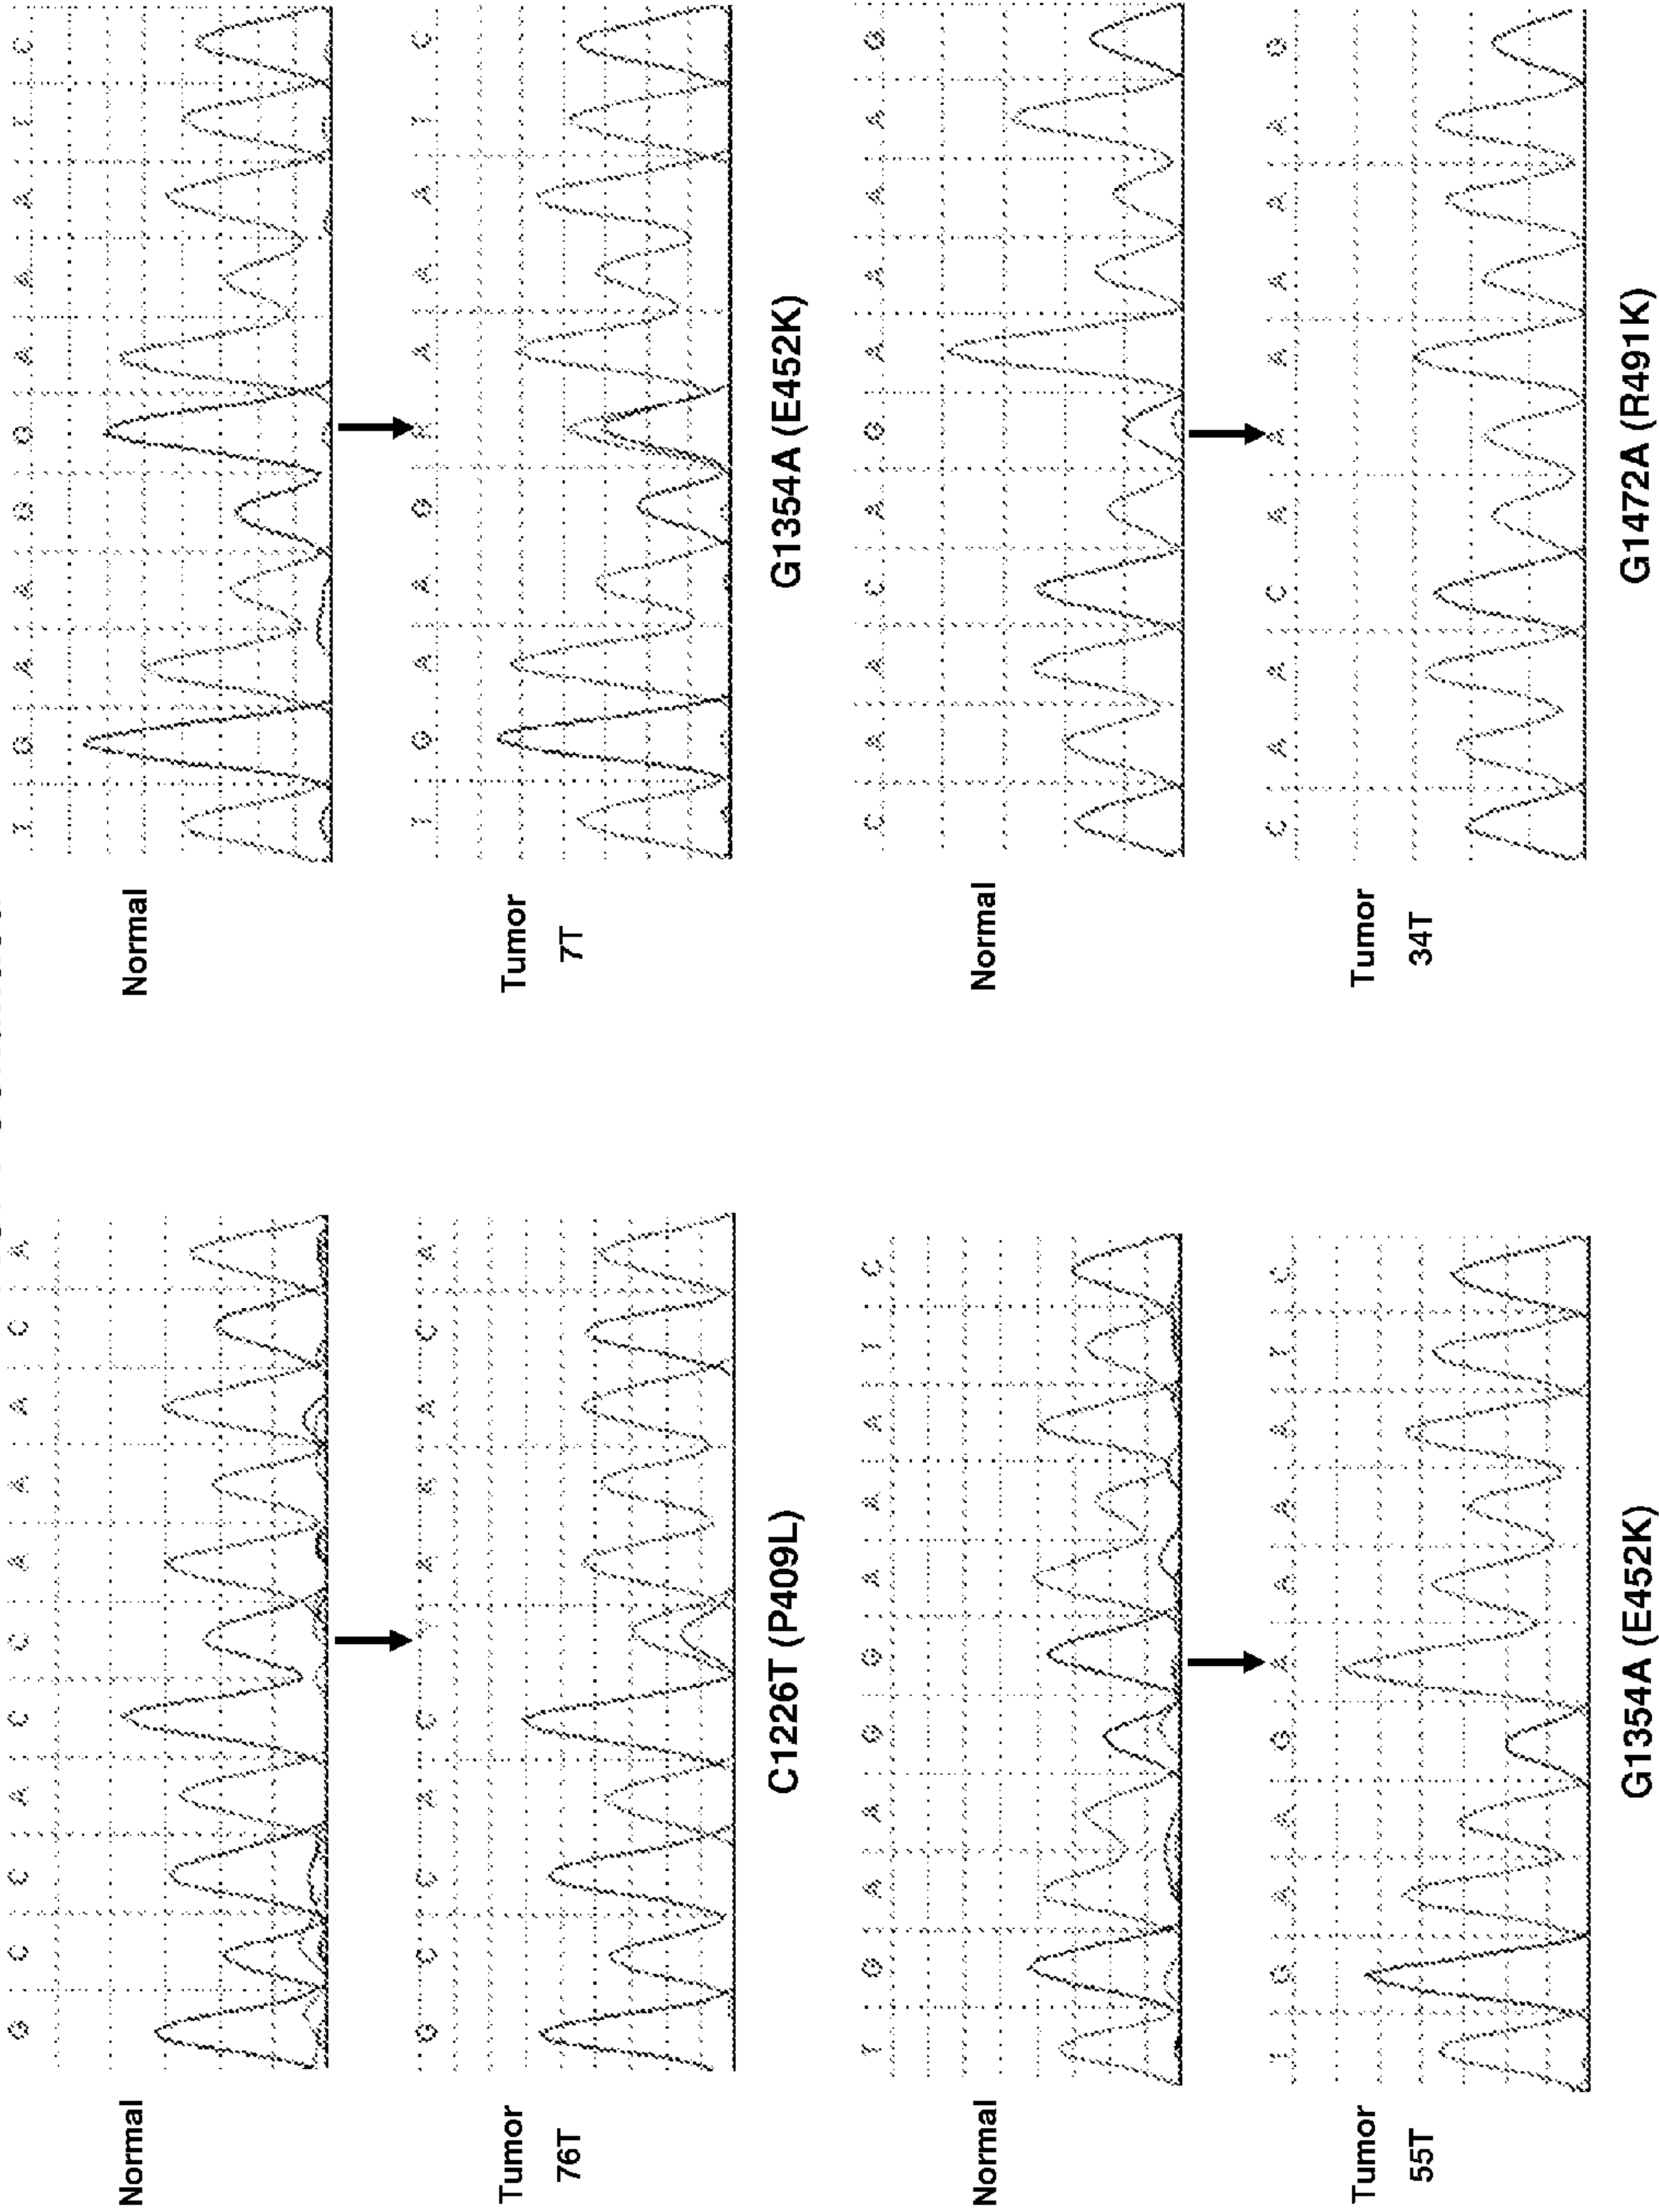 G C C A C C A A A C A
Normal
G C C A C T A A A C A
Tumor
76T
C1226T (P409L)
T G A A G G A A A T C
Normal
T G A A G A A A T C
Tumor
7T
G1354A (E452K)
T G A A G G A A A T C
Normal
T G A A G A A A A T C
Tumor
55T
G1354A (E452K)
C A A C A G A A A A G
Normal
C A A C A A A A A A G
Tumor
34T
G1472A (R491K)